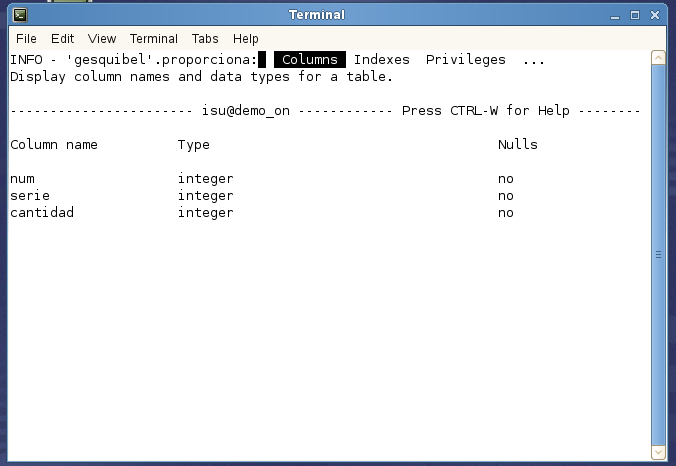 Terminal
File Edit View Terminal Tabs Help
INFO - 'gesquibel'.proporciona: Columns Indexes Privileges ...
Display column names and data types for a table.
----------------------- isu@demo_on ------------ Press CTRL-W for Help --------
Column name Type Nulls
num integer no
serie integer no
cantidad integer no